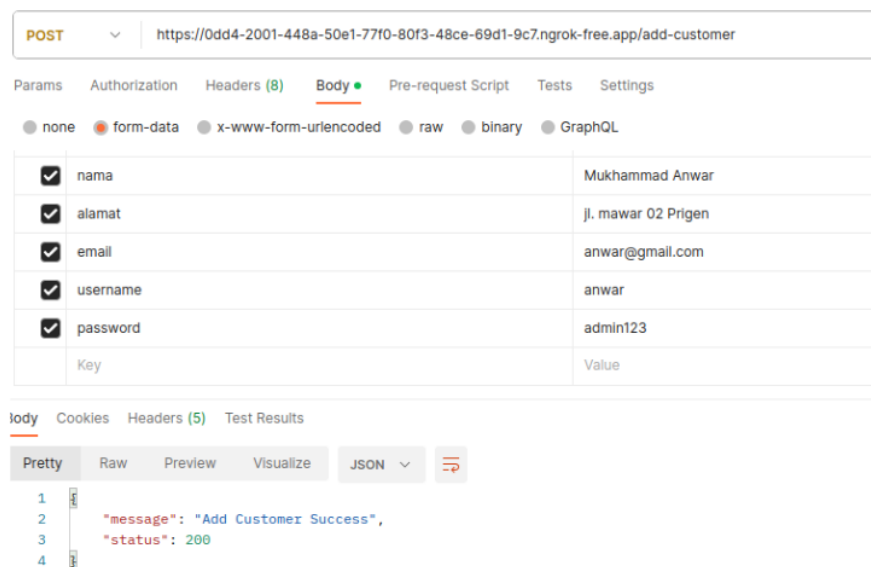 POST https://0dd4-2001-448a-50e1-77f0-80f3-48ce-69d1-9c7.ngrok-free.app/add-customer
Params Authorization Headers (8) Body Pre-request Script Tests Settings
none form-data x-www-form-urlencoded raw binary GraphQL
nama Mukhammad Anwar
alamat jl. mawar 02 Prigen
email anwar@gmail.com
username anwar
password admin123
Key Value
Body Cookies Headers (5) Test Results
Pretty Raw Preview Visualize JSON
1 {
2 "message": "Add Customer Success",
3 "status": 200
4 }